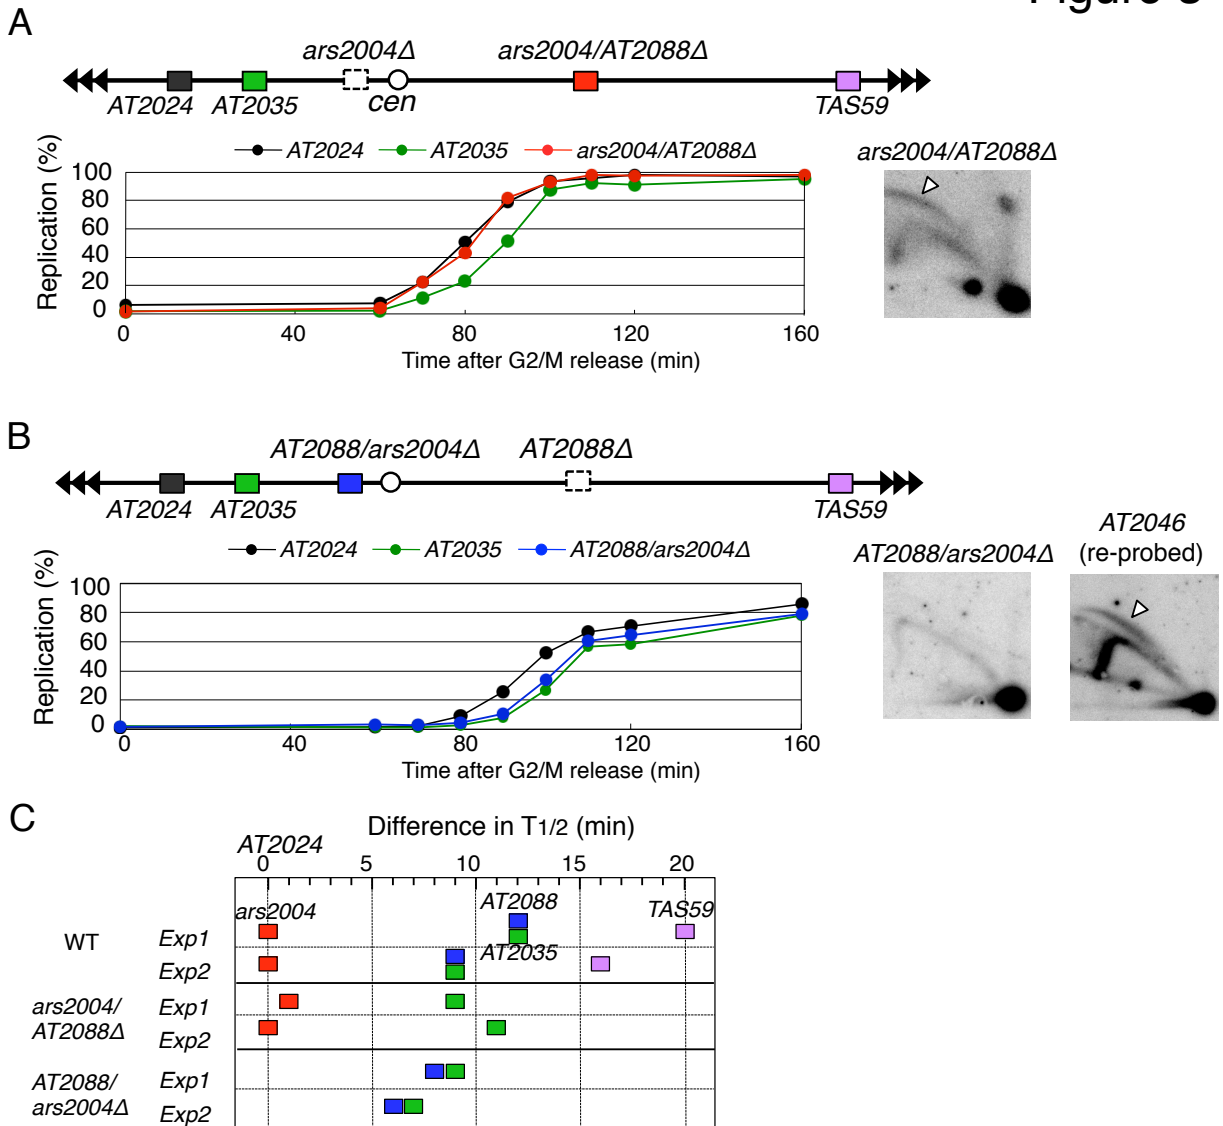 A
ars2004Δ
ars2004/AT2088Δ
AT2024
AT2035
cen
TAS59
AT2024
AT2035
ars2004/AT2088Δ
ars2004/AT2088Δ
Replication (%)
100
80
60
40
20
0
0
40
80
120
160
Time after G2/M release (min)
B
AT2088/ars2004Δ
AT2088Δ
AT2024
AT2035
TAS59
AT2024
AT2035
AT2088/ars2004Δ
AT2088/ars2004Δ
AT2046
(re-probed)
Replication (%)
100
80
60
40
20
0
0
40
80
120
160
Time after G2/M release (min)
C
Difference in T1/2 (min)
AT2024
0
5
10
15
20
ars2004
AT2088
TAS59
WT
Exp1
AT2035
Exp2
ars2004/
AT2088Δ
Exp1
Exp2
AT2088/
ars2004Δ
Exp1
Exp2